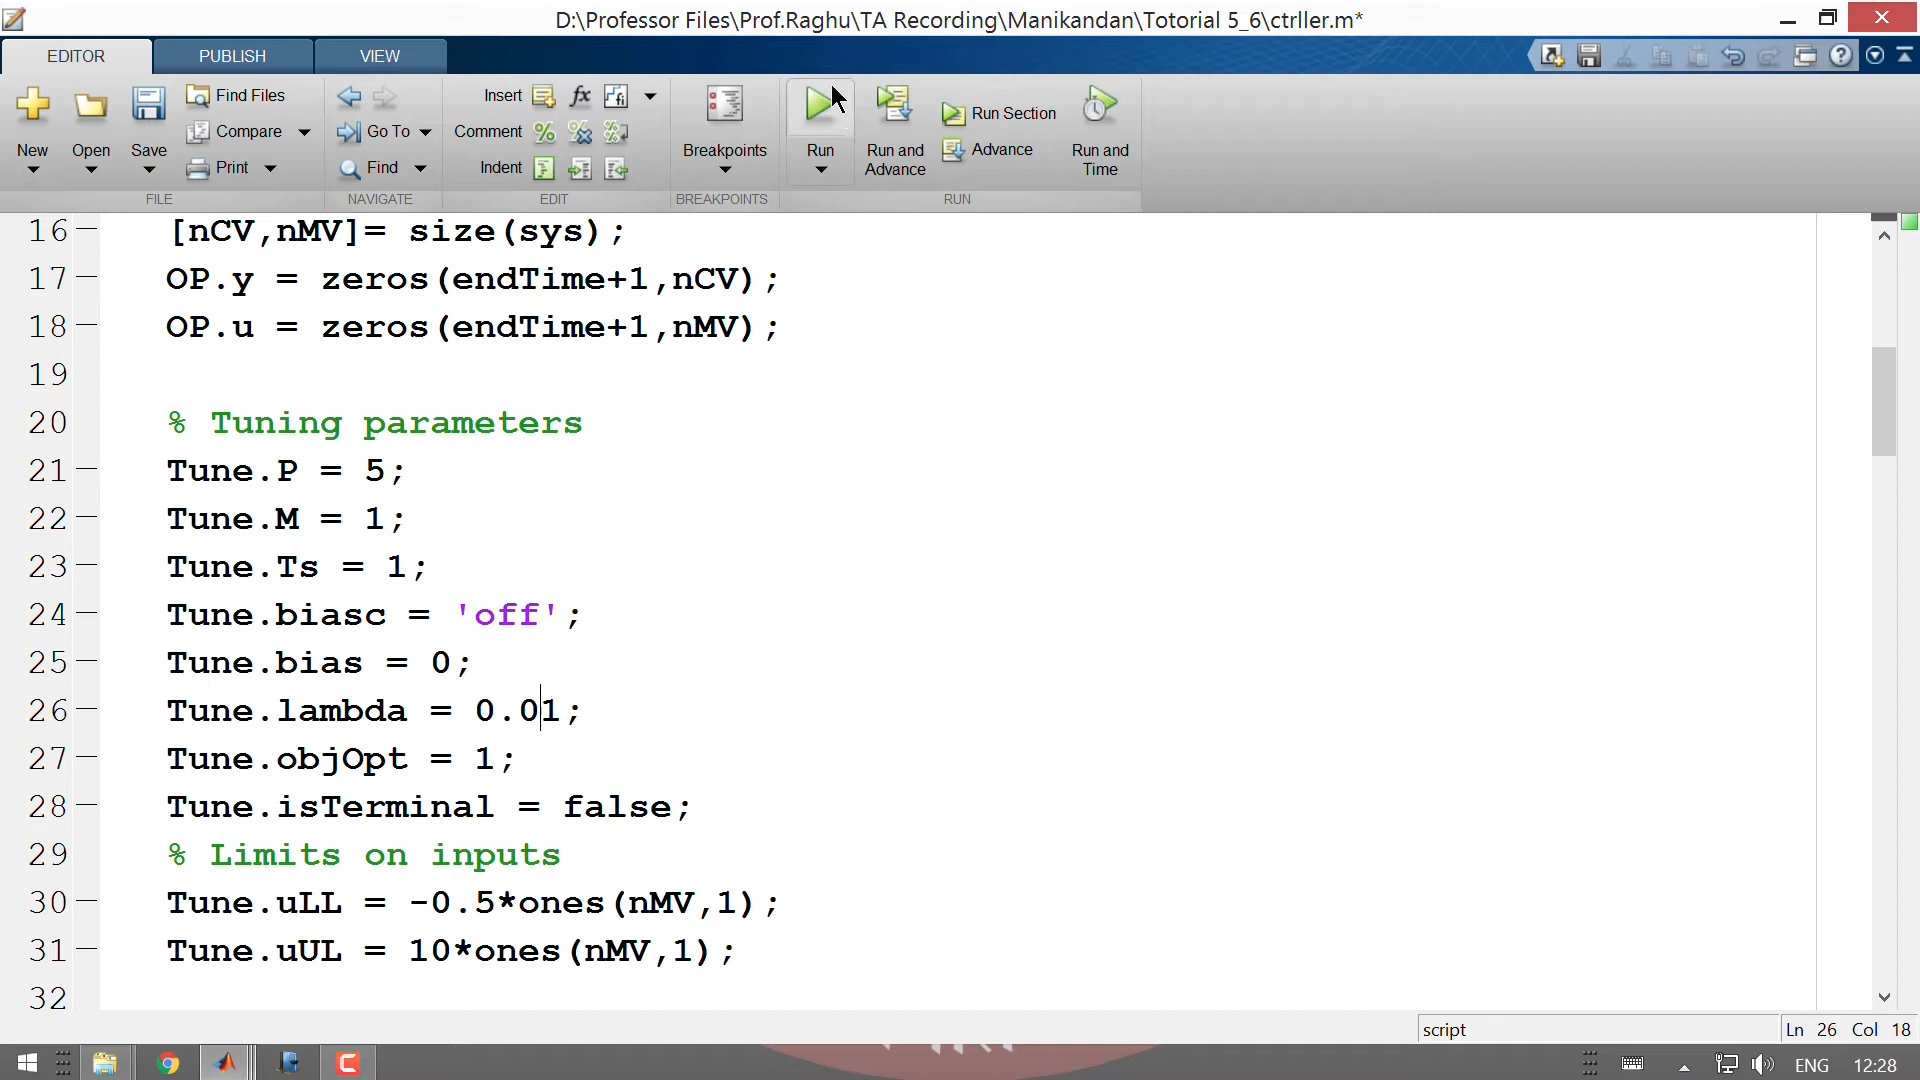 D:\Professor Files\Prof.Raghu\TA Recording\Manikandan\Totorial 5_6\ctrller.m*
EDITOR PUBLISH VIEW
New
Open
Save
Find Files
Compare
Print
FILE
Go To
Find
NAVIGATE
Insert
Comment
Indent
EDIT
Breakpoints
BREAKPOINTS
Run
Run and
Advance
Run Section
Advance
Run and
Time
RUN
16 [nCV,nMV]= size(sys);
17 OP.y = zeros(endTime+1,nCV);
18 OP.u = zeros(endTime+1,nMV);
19
20 % Tuning parameters
21 Tune.P = 5;
22 Tune.M = 1;
23 Tune.Ts = 1;
24 Tune.biasc = 'off';
25 Tune.bias = 0;
26 Tune.lambda = 0.01;
27 Tune.objOpt = 1;
28 Tune.isTerminal = false;
29 % Limits on inputs
30 Tune.uLL = -0.5*ones(nMV,1);
31 Tune.uUL = 10*ones(nMV,1);
32
script Ln 26 Col 18
ENG 12:28